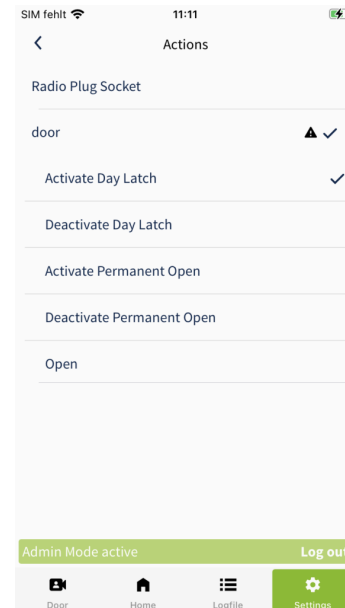 SIM fehlt 11:11
Actions
Radio Plug Socket
door
Activate Day Latch
Deactivate Day Latch
Activate Permanent Open
Deactivate Permanent Open
Open
Admin Mode active Log out
Door Home Logfile Settings